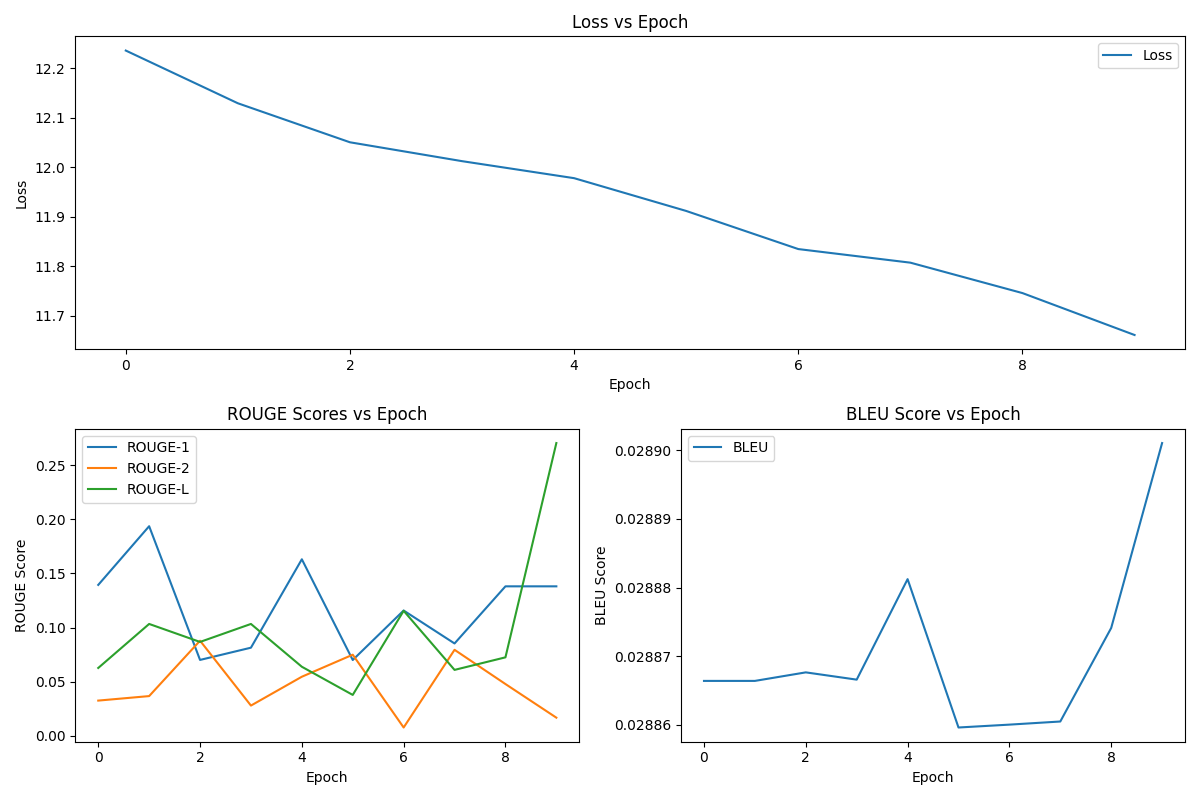 Loss vs Epoch
Loss
12.2
12.1
12.0
11.9
11.8
11.7
Loss
0 2 4 6 8
Epoch
ROUGE Scores vs Epoch
ROUGE-1
ROUGE-2
ROUGE-L
0.25
0.20
0.15
0.10
0.05
0.00
ROUGE Score
0 2 4 6 8
Epoch
BLEU Score vs Epoch
BLEU
0.02890
0.02889
0.02888
0.02887
0.02886
BLEU Score
0 2 4 6 8
Epoch